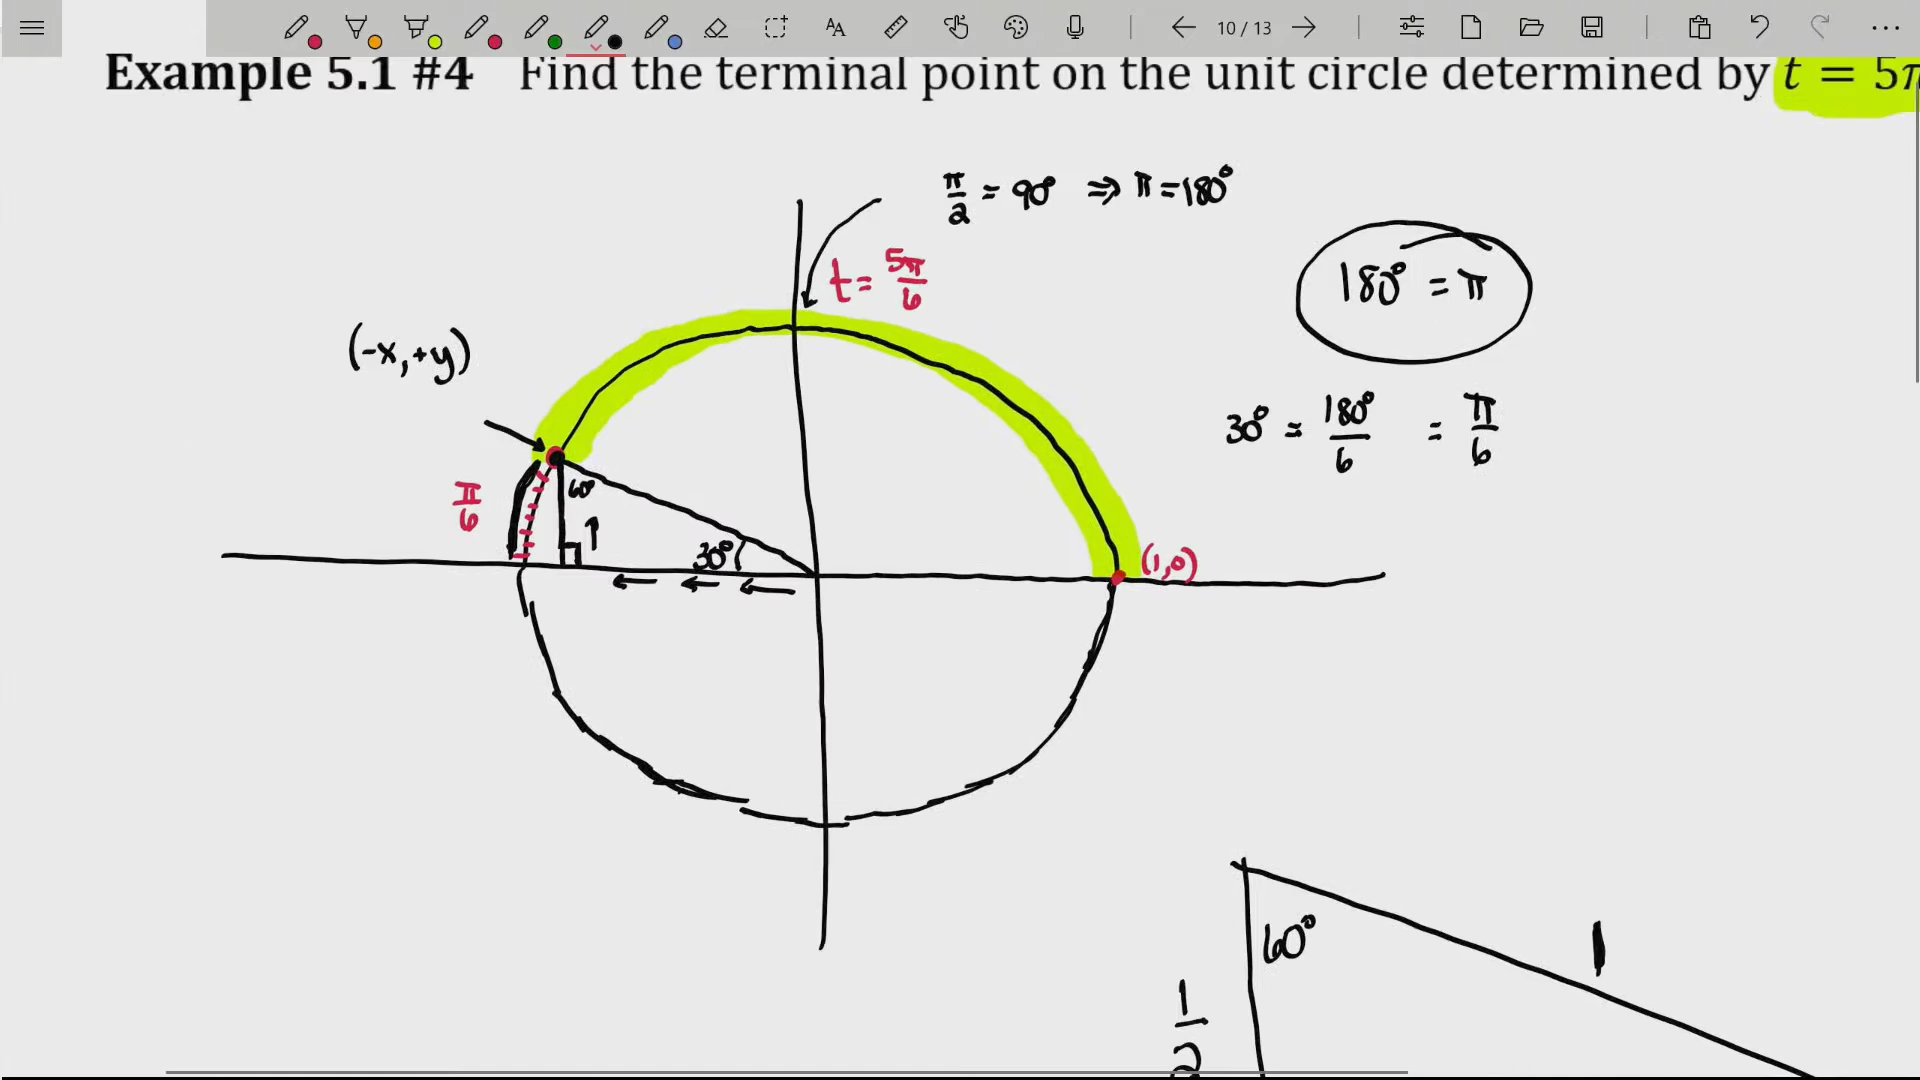 10 / 13
Example 5.1 #4 Find the terminal point on the unit circle determined by t = 5π
π/2 = 90° ⇒ π = 180°
t = 5π/6
180° = π
(-x, +y)
30° = 180°/6 = π/6
π/6
60°
30°
(1,0)
60°
1
1/2